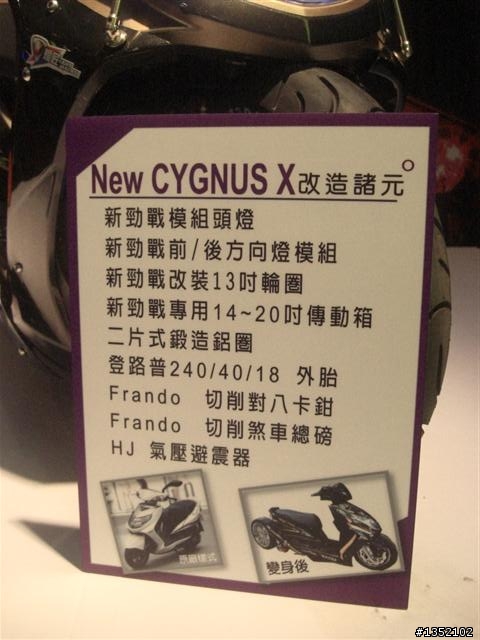 New CYGNUS X改造諸元
新勁戰模組頭燈
新勁戰前/後方向燈模組
新勁戰改裝13吋輪圈
新勁戰專用14~20吋傳動箱
二片式鍛造鋁圈
登路普240/40/18 外胎
Frando 切削對八卡鉗
Frando 切削煞車總磅
HJ 氣壓避震器
原廠樣式
變身後
#1352102